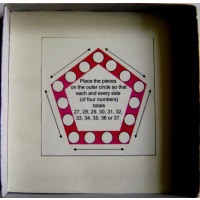 Place the pieces
on the outer circle so that
each and every side
(of four numbers)
totals
27, 28, 29, 30, 31, 32,
33, 34, 35, 36 or 37.